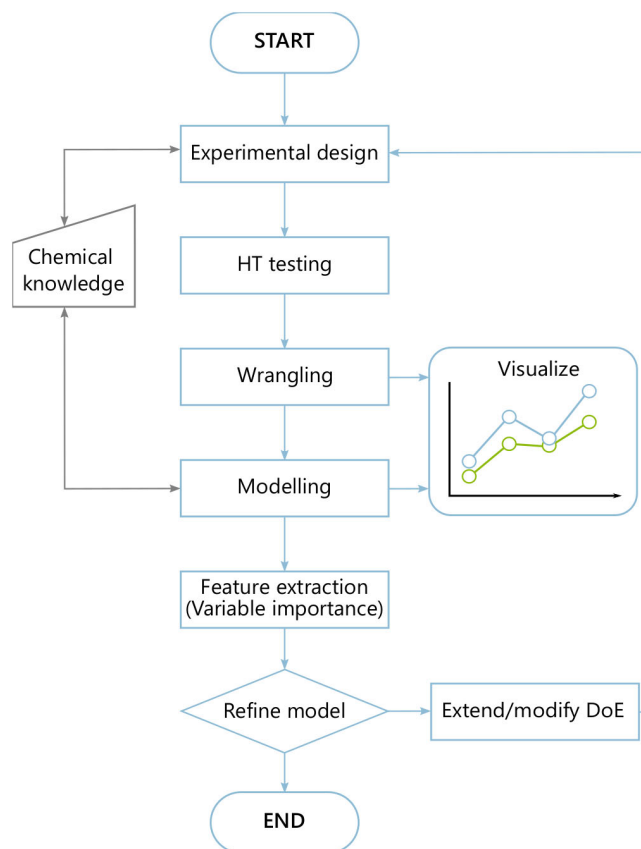 START
Experimental design
Chemical
knowledge
HT testing
Wrangling
Visualize
Modelling
Feature extraction
(Variable importance)
Refine model
Extend/modify DoE
END